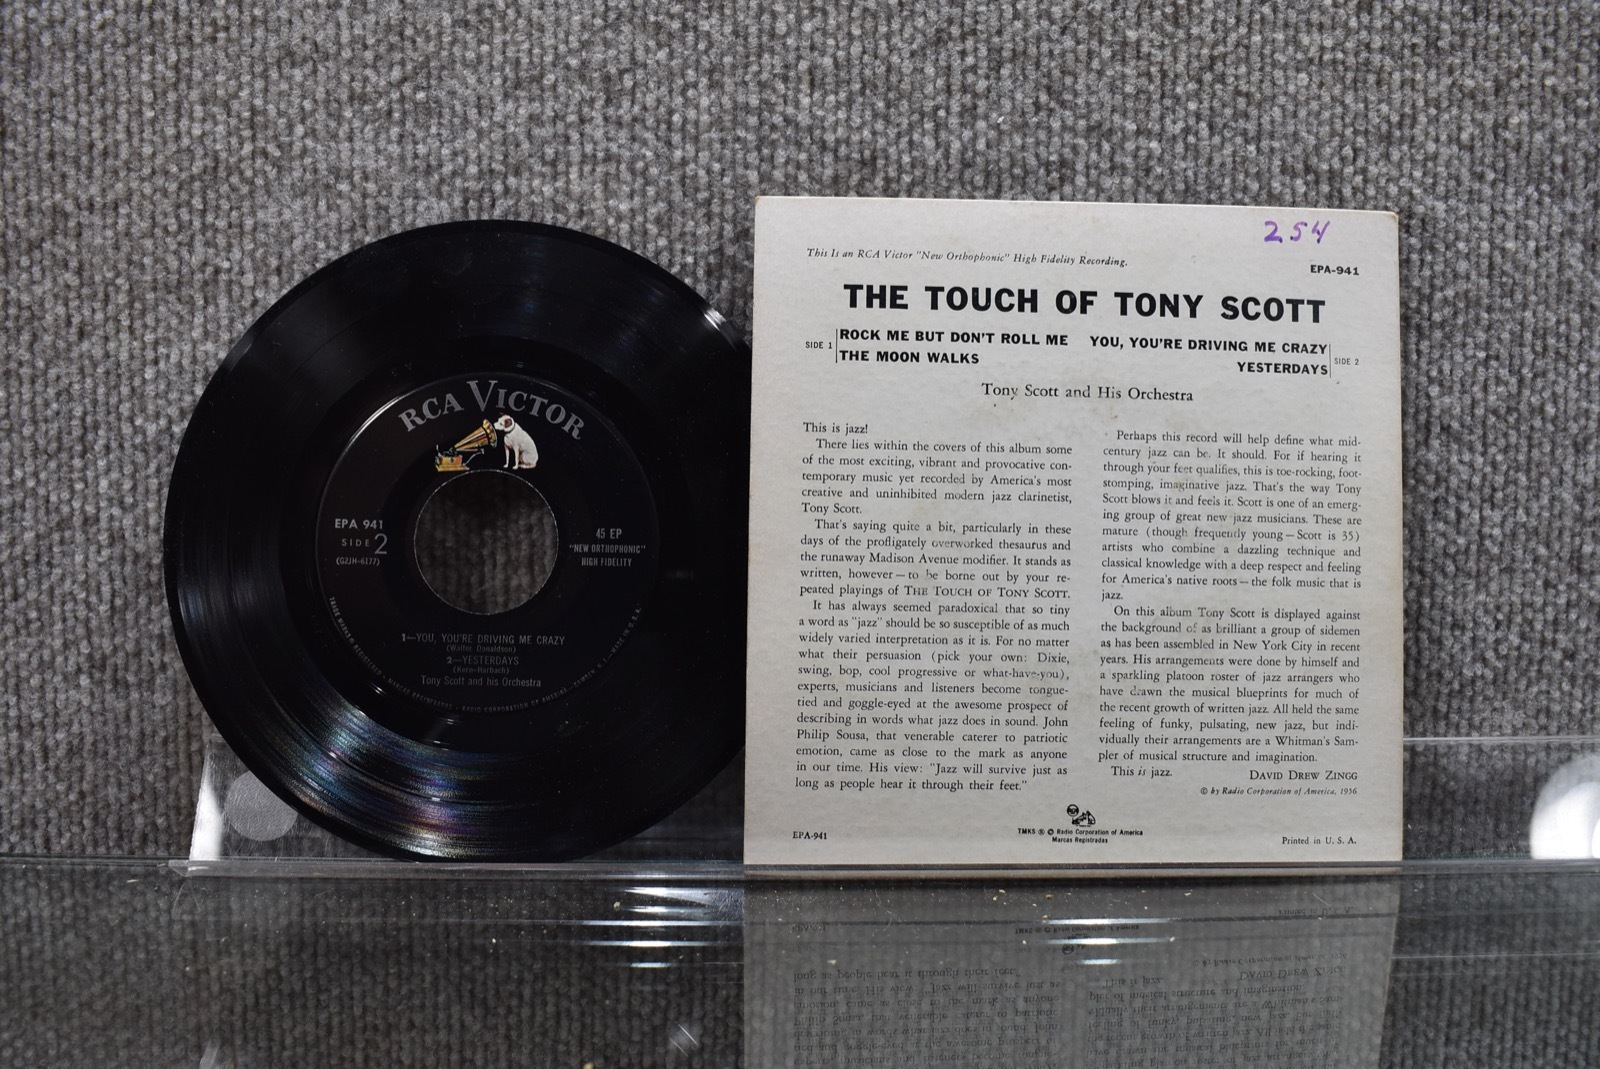 RCA VICTOR
EPA 941
SIDE 2
(G2JH-6177)
45 EP
"NEW ORTHOPHONIC"
HIGH FIDELITY
1—YOU, YOU'RE DRIVING ME CRAZY
(Walter Donaldson)
2—YESTERDAYS
(Kern-Harbach)
Tony Scott and his Orchestra
254
This Is an RCA Victor "New Orthophonic" High Fidelity Recording.
EPA-941
THE TOUCH OF TONY SCOTT
SIDE 1
ROCK ME BUT DON'T ROLL ME
THE MOON WALKS
YOU, YOU'RE DRIVING ME CRAZY
YESTERDAYS
SIDE 2
Tony Scott and His Orchestra
This is jazz!
There lies within the covers of this album some
of the most exciting, vibrant and provocative con-
temporary music yet recorded by America's most
creative and uninhibited modern jazz clarinetist,
Tony Scott.
That's saying quite a bit, particularly in these
days of the profligately overworked thesaurus and
the runaway Madison Avenue modifier. It stands as
written, however—to be borne out by your re-
peated playings of THE TOUCH OF TONY SCOTT.
It has always seemed paradoxical that so tiny
a word as "jazz" should be so susceptible of as much
widely varied interpretation as it is. For no matter
what their persuasion (pick your own: Dixie,
swing, bop, cool progressive or what-have-you),
experts, musicians and listeners become tongue-
tied and goggle-eyed at the awesome prospect of
describing in words what jazz does in sound. John
Philip Sousa, that venerable caterer to patriotic
emotion, came as close to the mark as anyone
in our time. His view: "Jazz will survive just as
long as people hear it through their feet."
Perhaps this record will help define what mid-
century jazz can be. It should. For if hearing it
through your feet qualifies, this is toe-rocking, foot-
stomping, imaginative jazz. That's the way Tony
Scott blows it and feels it. Scott is one of an emerg-
ing group of great new jazz musicians. These are
mature (though frequently young—Scott is 35)
artists who combine a dazzling technique and
classical knowledge with a deep respect and feeling
for America's native roots—the folk music that is
jazz.
On this album Tony Scott is displayed against
the background of as brilliant a group of sidemen
as has been assembled in New York City in recent
years. His arrangements were done by himself and
a sparkling platoon roster of jazz arrangers who
have drawn the musical blueprints for much of
the recent growth of written jazz. All held the same
feeling of funky, pulsating, new jazz, but indi-
vidually their arrangements are a Whitman's Sam-
pler of musical structure and imagination.
This is jazz.
DAVID DREW ZINGG
© by Radio Corporation of America, 1956
EPA-941
TMKS ® © Radio Corporation of America
Marcas Registradas
Printed in U. S. A.